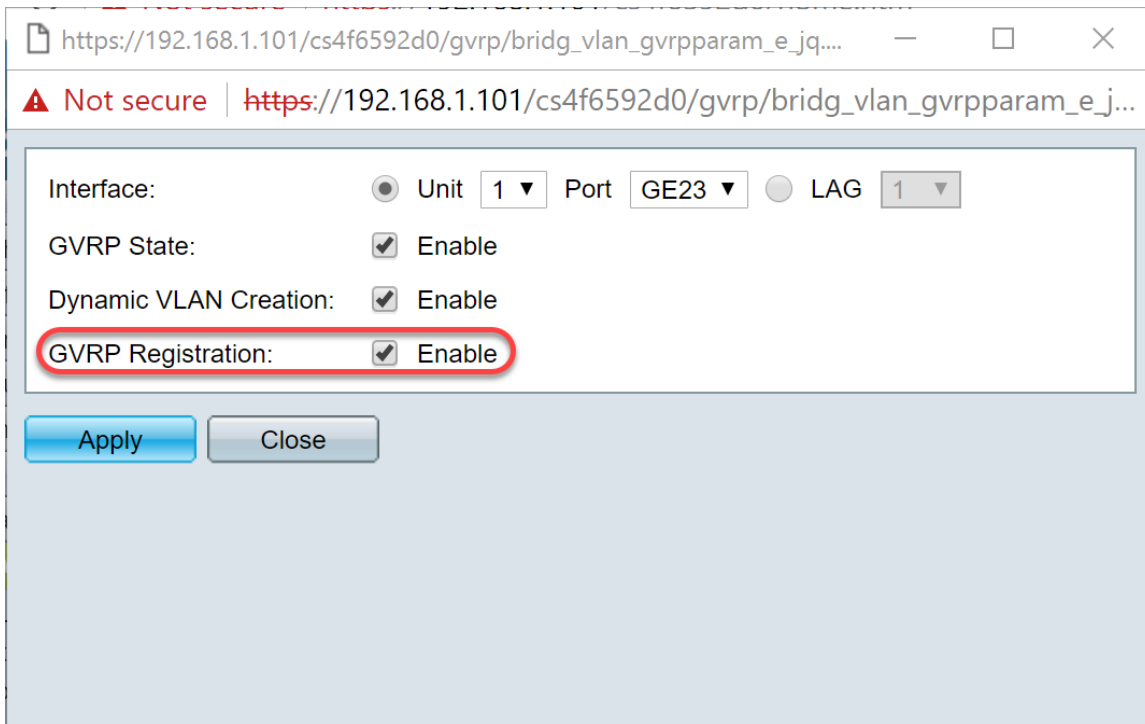 https://192.168.1.101/cs4f6592d0/gvrp/bridg_vlan_gvrpparam_e_jq....
Not secure https://192.168.1.101/cs4f6592d0/gvrp/bridg_vlan_gvrpparam_e_j...
Interface: Unit 1 Port GE23 LAG 1
GVRP State: Enable
Dynamic VLAN Creation: Enable
GVRP Registration: Enable
Apply Close